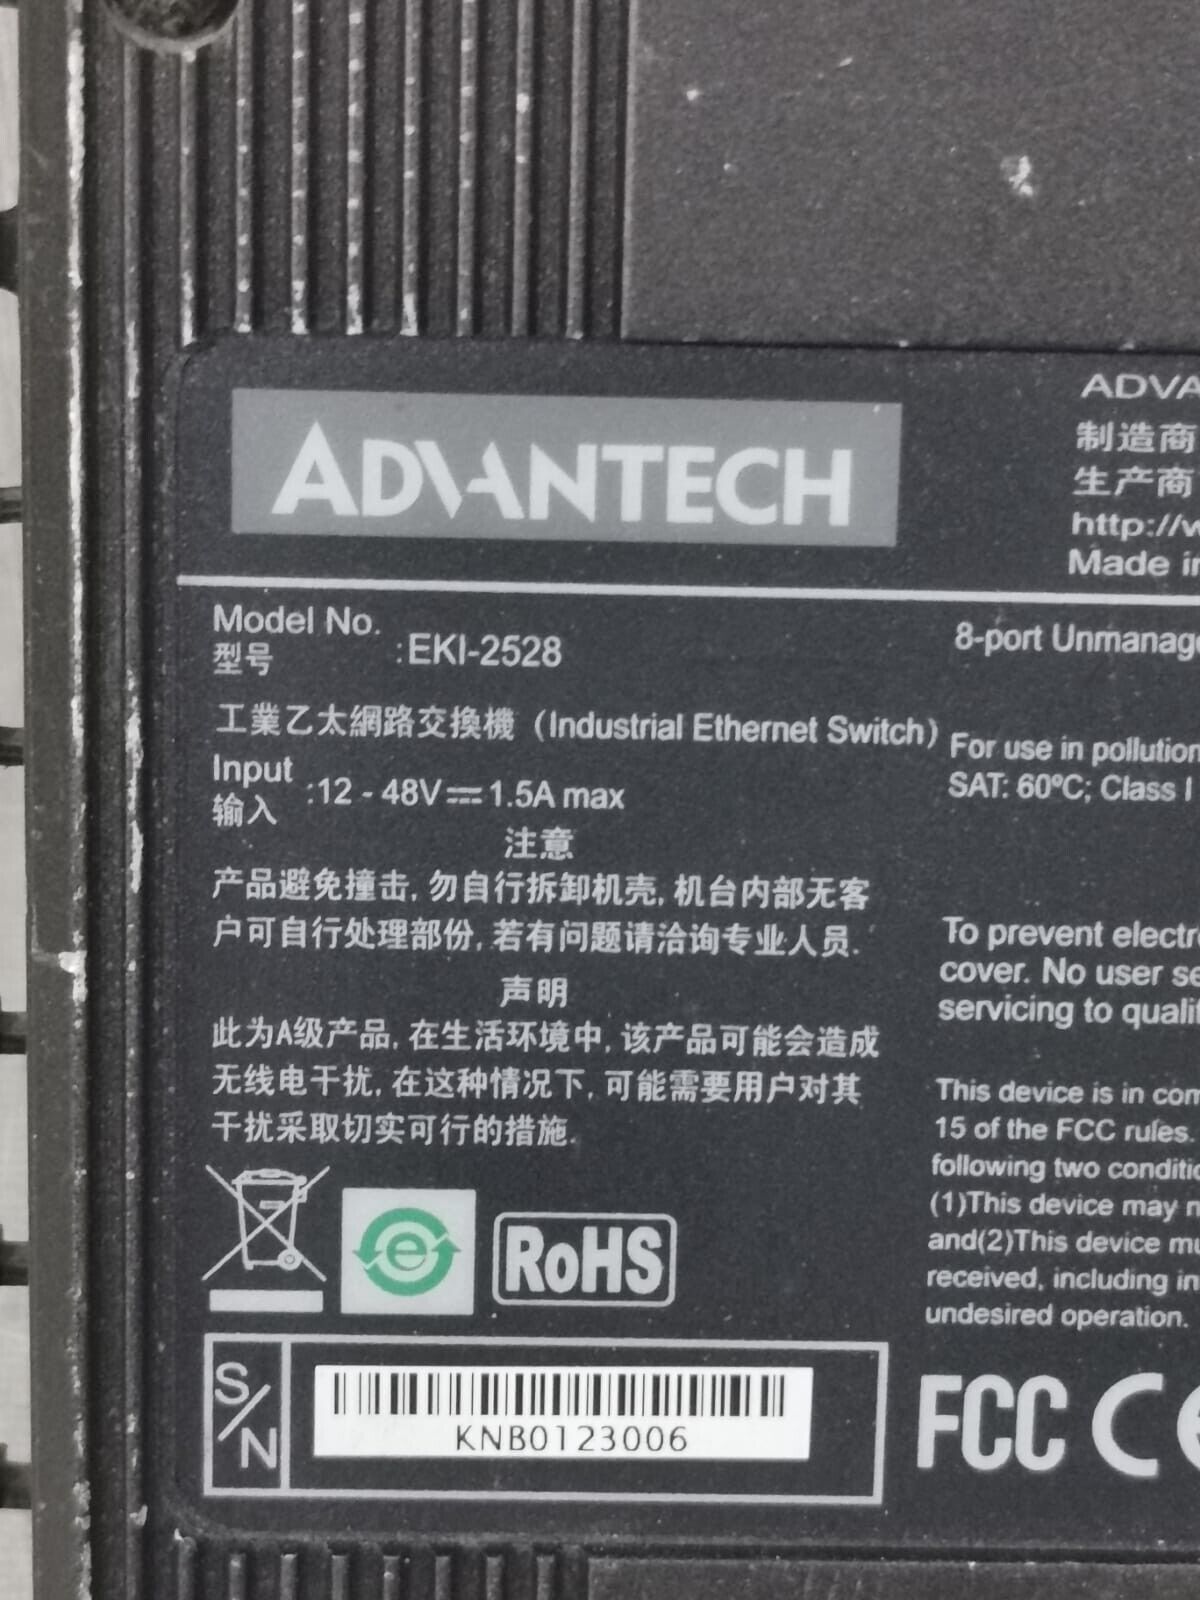 ADVANTECH
ADVA
制造商
生产商
http://w
Made in
Model No.
型号
:EKI-2528
8-port Unmanage
工業乙太網路交換機 (Industrial Ethernet Switch)
Input
输入
:12 - 48V⎓1.5A max
For use in pollution
SAT: 60ºC; Class I
注意
产品避免撞击, 勿自行拆卸机壳, 机台内部无客
户可自行处理部份, 若有问题请洽询专业人员.
To prevent electr
cover. No user se
servicing to quali
声明
此为A级产品, 在生活环境中, 该产品可能会造成
无线电干扰, 在这种情况下, 可能需要用户对其
干扰采取切实可行的措施.
This device is in com
15 of the FCC rules.
following two conditio
(1)This device may n
and(2)This device mu
received, including in
undesired operation.
e
RoHS
S/N
KNB0123006
FCC CE